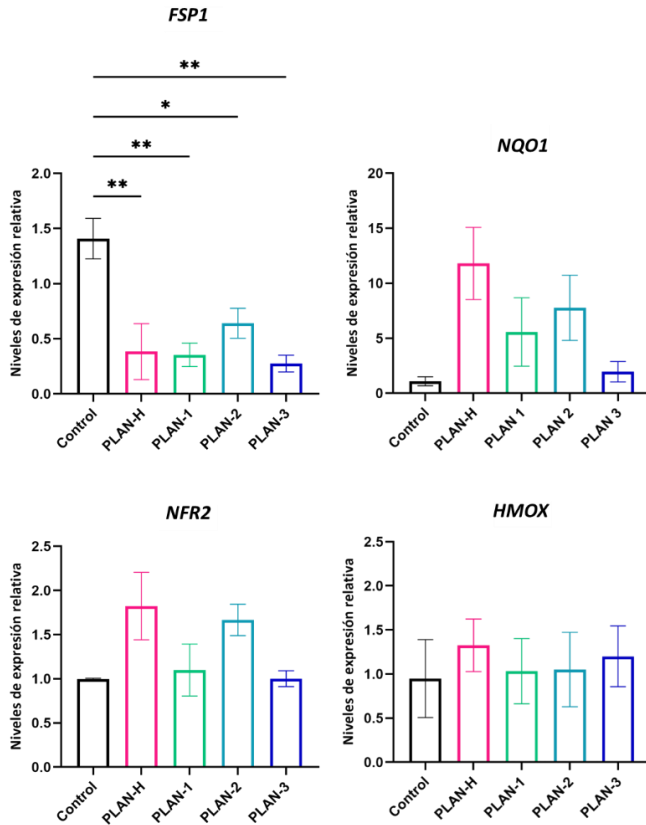 FSP1
**
*
**
**
Niveles de expresión relativa
2.0
1.5
1.0
0.5
0.0
Control
PLAN-H
PLAN-1
PLAN-2
PLAN-3
NQO1
Niveles de expresión relativa
20
15
10
5
0
Control
PLAN-H
PLAN 1
PLAN 2
PLAN 3
NFR2
Niveles de expresión relativa
2.5
2.0
1.5
1.0
0.5
0.0
Control
PLAN-H
PLAN-1
PLAN-2
PLAN-3
HMOX
Niveles de expresión relativa
2.5
2.0
1.5
1.0
0.5
0.0
Control
PLAN-H
PLAN-1
PLAN-2
PLAN-3